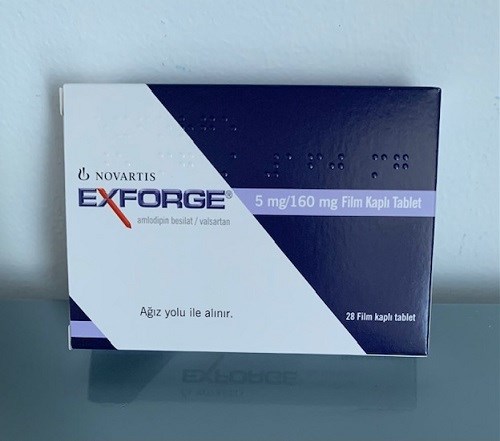 NOVARTIS
EXFORGE®
amlodipin besilat / valsartan
5 mg/160 mg Film Kaplı Tablet
Ağız yolu ile alınır.
28 Film kaplı tablet
EXFORGE